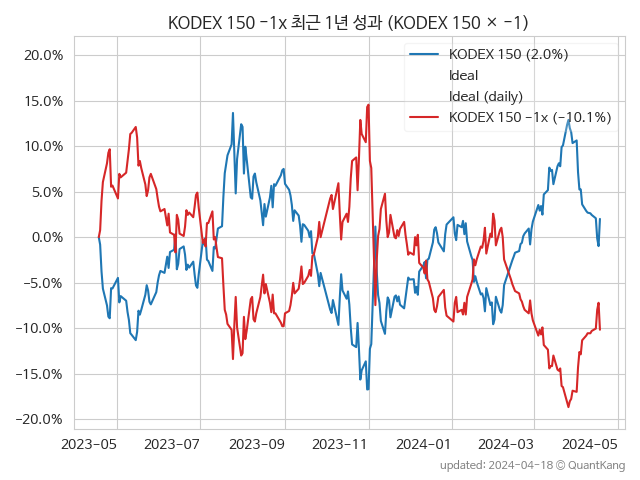 KODEX 150 −1x 최근 1년 성과 (KODEX 150 × −1)
20.0%
15.0%
10.0%
5.0%
0.0%
−5.0%
−10.0%
−15.0%
−20.0%
KODEX 150 (2.0%)
Ideal
Ideal (daily)
KODEX 150 −1x (−10.1%)
2023-05 2023-07 2023-09 2023-11 2024-01 2024-03 2024-05
updated: 2024-04-18 © QuantKang